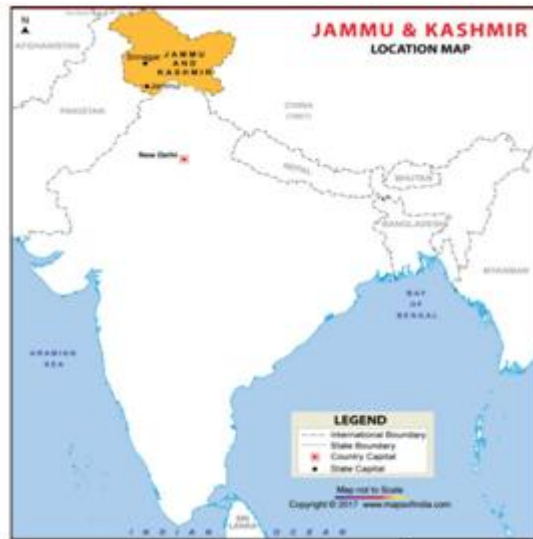 N
JAMMU & KASHMIR
LOCATION MAP
AFGHANISTAN
JAMMU
AND
KASHMIR
Srinagar
Jammu
PAKISTAN
CHINA
New Delhi
NEPAL
BHUTAN
BANGLADESH
MYANMAR
ARABIAN
SEA
BAY
OF
BENGAL
LEGEND
International Boundary
State Boundary
Country Capital
State Capital
Map not to Scale
Copyright © 2017 www.mapsofindia.com
SRI
LANKA
INDIAN OCEAN